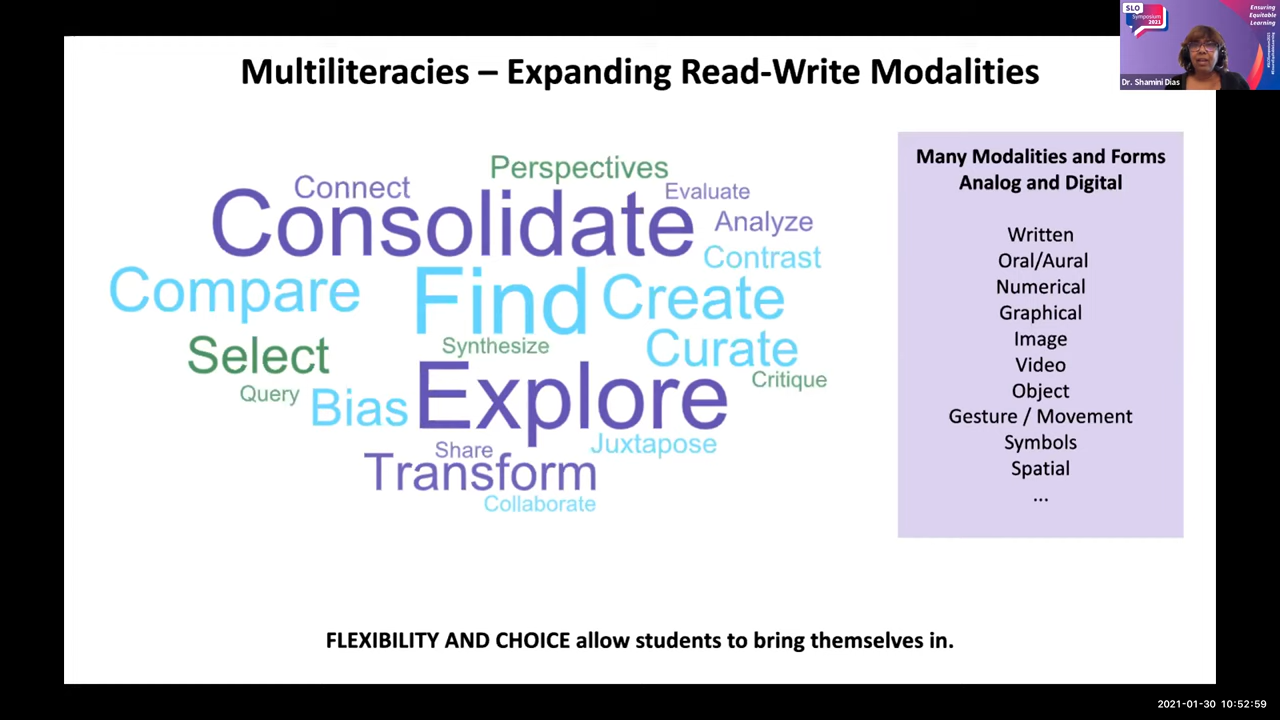 Multiliteracies – Expanding Read-Write Modalities
Perspectives
Connect
Evaluate
Consolidate
Analyze
Contrast
Compare
Find
Create
Synthesize
Curate
Select
Critique
Query
Bias
Explore
Share
Juxtapose
Transform
Collaborate
Many Modalities and Forms
Analog and Digital
Written
Oral/Aural
Numerical
Graphical
Image
Video
Object
Gesture / Movement
Symbols
Spatial
...
FLEXIBILITY AND CHOICE allow students to bring themselves in.
SLO
Symposium
2021
Ensuring
Equitable
Learning
Dr. Shamini Dias
2021-01-30 10:52:59